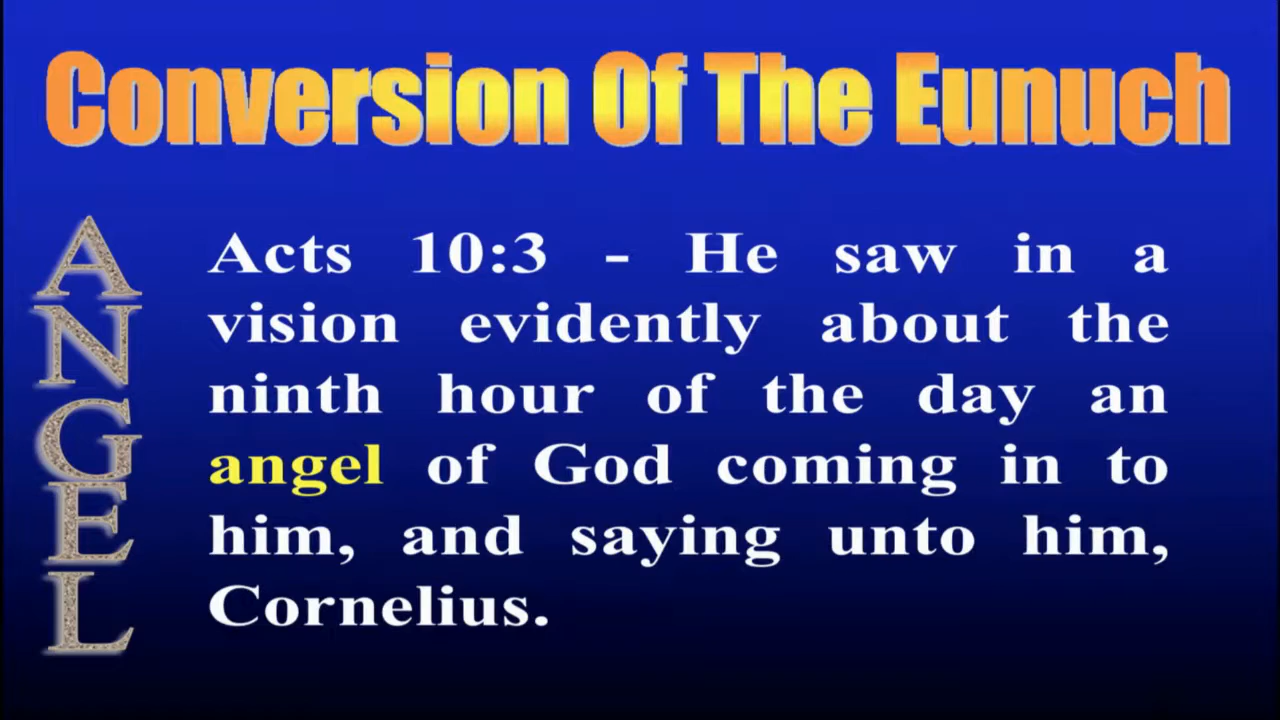 Conversion Of The Eunuch
ANGEL
Acts 10:3 - He saw in a
vision evidently about the
ninth hour of the day an
angel of God coming in to
him, and saying unto him,
Cornelius.